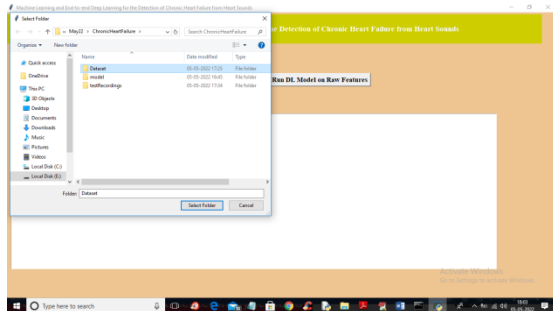 Machine Learning and End-to-end Deep Learning for the Detection of Chronic Heart Failure from Heart Sounds
Select Folder
or Detection of Chronic Heart Failure from Heart Sounds
May22 > ChronicHeartFailure >
Search ChronicHeartFailure
Organize
New folder
Name
Date modified
Type
Quick access
Dataset
05-05-2022 17:25
File folder
OneDrive
model
05-05-2022 16:45
File folder
testRecordings
05-05-2022 17:34
File folder
This PC
3D Objects
Desktop
Documents
Downloads
Music
Pictures
Videos
Local Disk (C:)
Local Disk (E:)
Run DL Model on Raw Features
Folder:
Dataset
Select Folder
Cancel
Activate Windows
Go to Settings to activate Windows.
Type here to search
05-05-2022